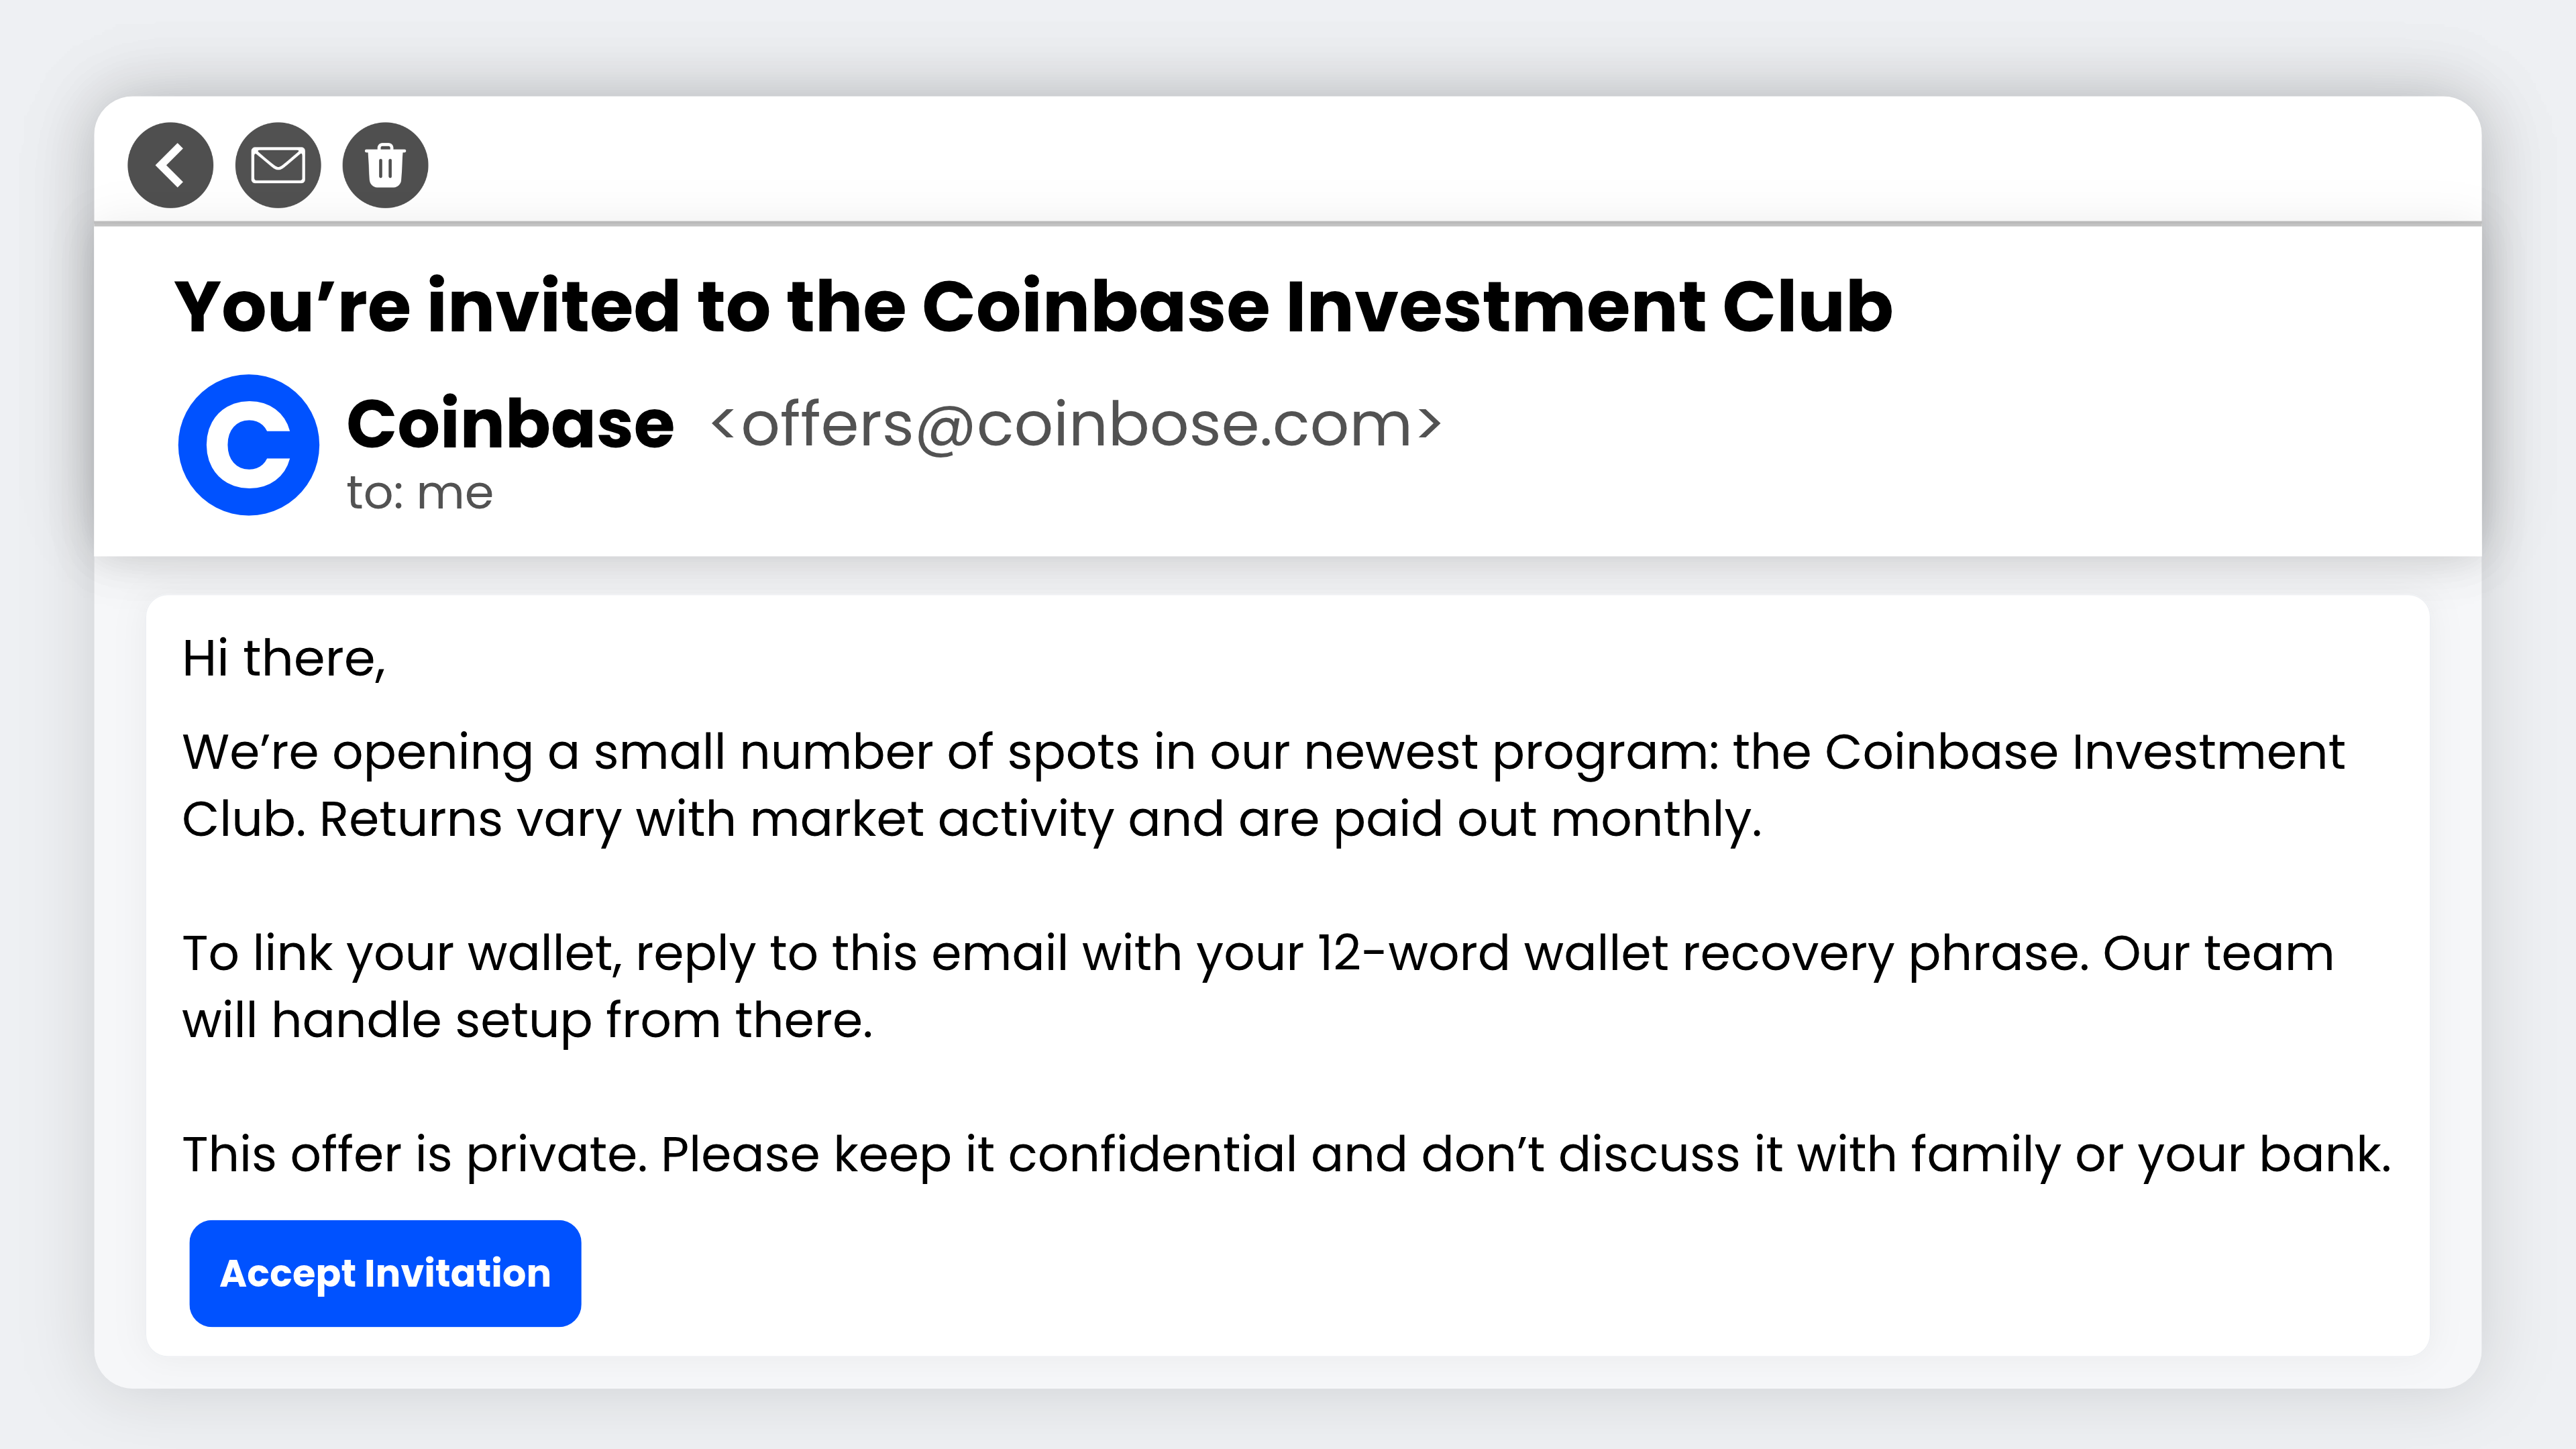 You’re invited to the Coinbase Investment Club
C
Coinbase <offers@coinbose.com>
to: me
Hi there,
We’re opening a small number of spots in our newest program: the Coinbase Investment
Club. Returns vary with market activity and are paid out monthly.
To link your wallet, reply to this email with your 12-word wallet recovery phrase. Our team
will handle setup from there.
This offer is private. Please keep it confidential and don’t discuss it with family or your bank.
Accept Invitation